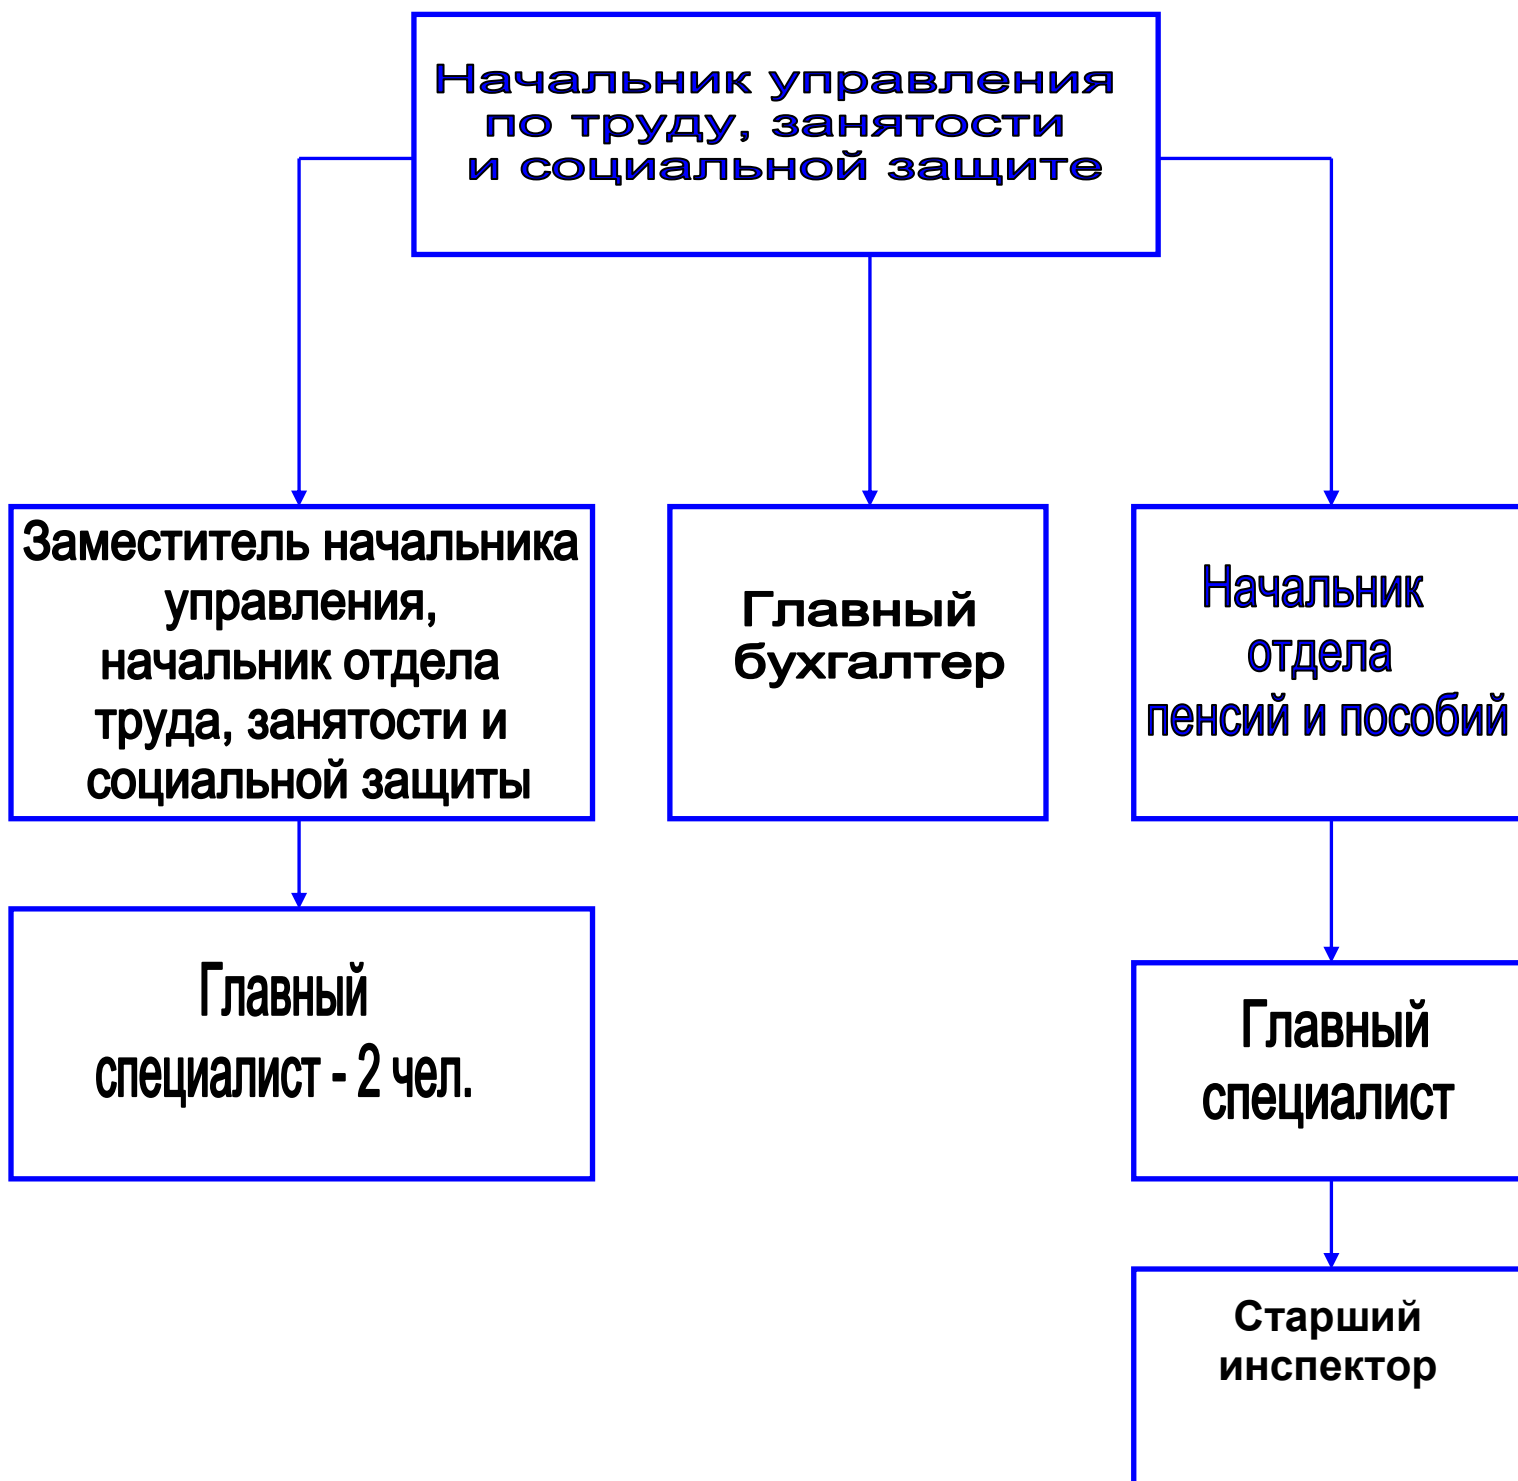 Начальник управления
по труду, занятости
и социальной защите
Заместитель начальника
управления,
начальник отдела
труда, занятости и
социальной защиты
Главный
бухгалтер
Начальник
отдела
пенсий и пособий
Главный
специалист - 2 чел.
Главный
специалист
Старший
инспектор